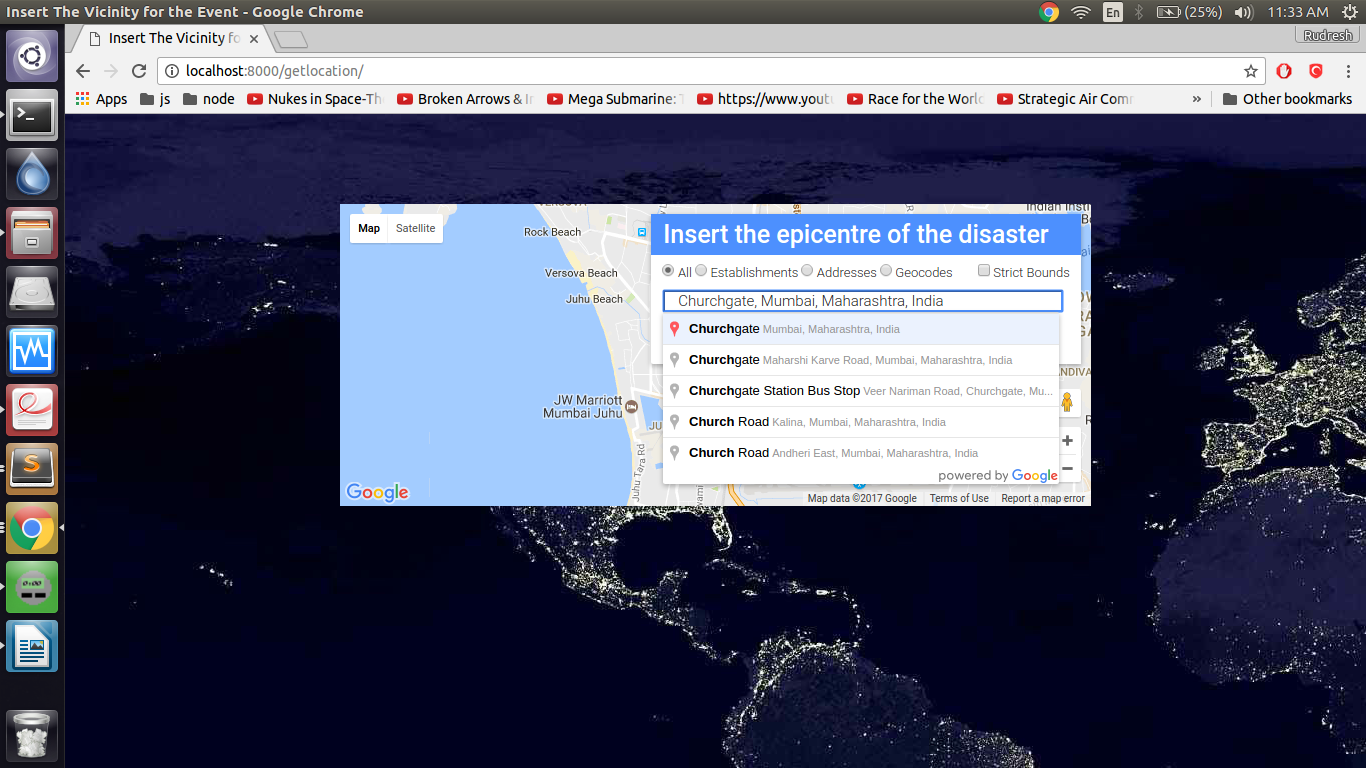 Insert The Vicinity for the Event - Google Chrome
En (25%) 11:33 AM
Insert The Vicinity fo
Rudresh
localhost:8000/getlocation/
Apps js node Nukes in Space-The Broken Arrows & In Mega Submarine: T https://www.yout Race for the World Strategic Air Comm » Other bookmarks
Map Satellite
Rock Beach
Versova Beach
Juhu Beach
JW Marriott
Mumbai Juhu
Juhu Tara Rd
Google
Indian Insti
Insert the epicentre of the disaster
All Establishments Addresses Geocodes Strict Bounds
Churchgate, Mumbai, Maharashtra, India
Churchgate Mumbai, Maharashtra, India
Churchgate Maharshi Karve Road, Mumbai, Maharashtra, India
Churchgate Station Bus Stop Veer Nariman Road, Churchgate, Mu...
Church Road Kalina, Mumbai, Maharashtra, India
Church Road Andheri East, Mumbai, Maharashtra, India
powered by Google
+
−
Map data ©2017 Google Terms of Use Report a map error